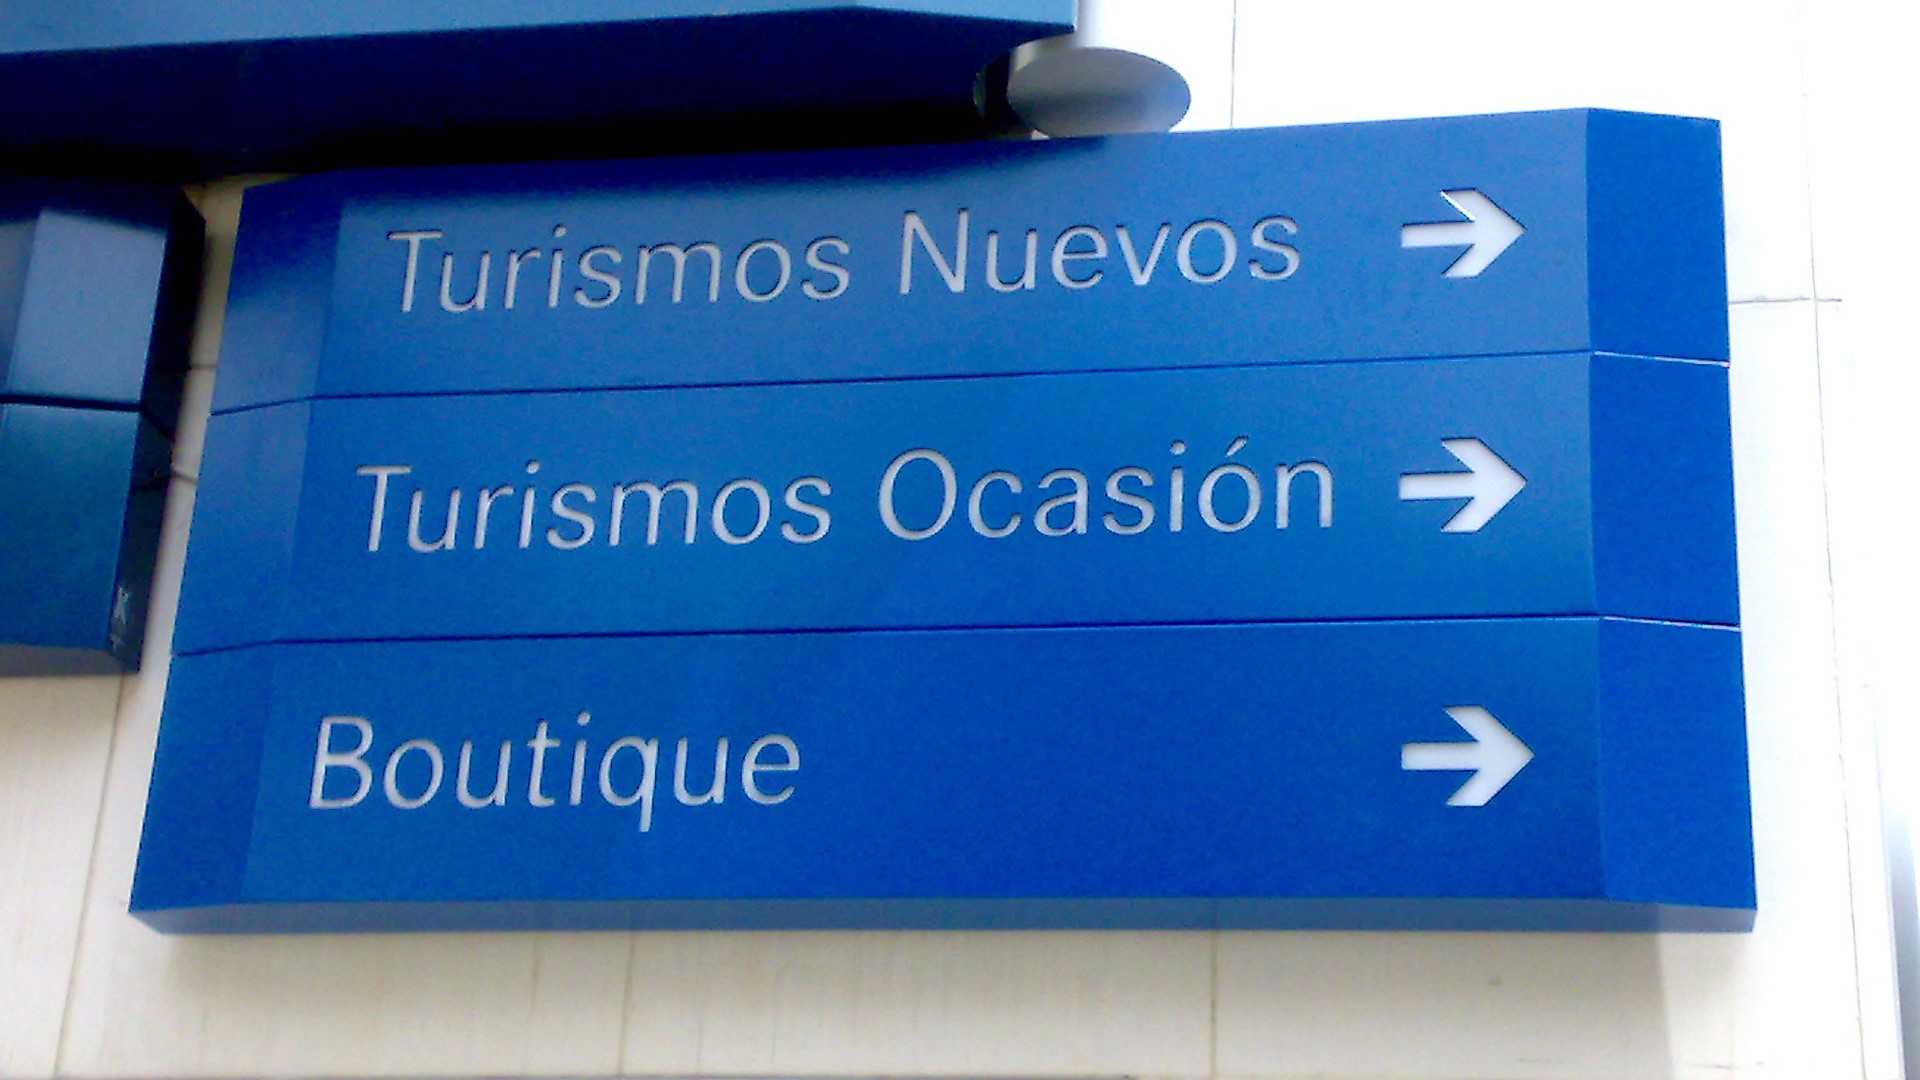 Turismos Nuevos
Turismos Ocasión
Boutique